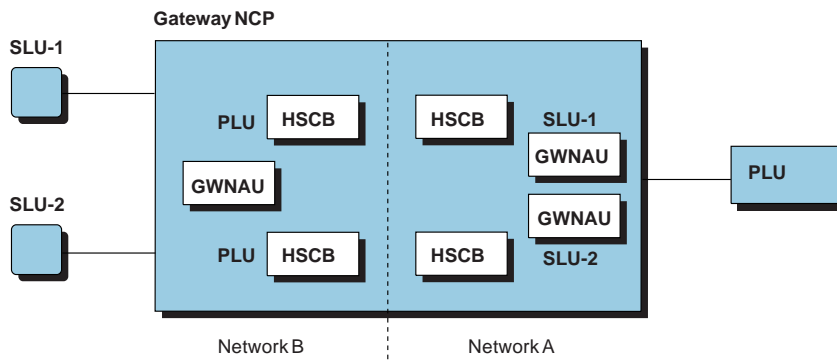 Gateway NCP
SLU-1
PLU
HSCB
HSCB
SLU-1
GWNAU
GWNAU
PLU
SLU-2
GWNAU
PLU
HSCB
HSCB
SLU-2
Network B
Network A